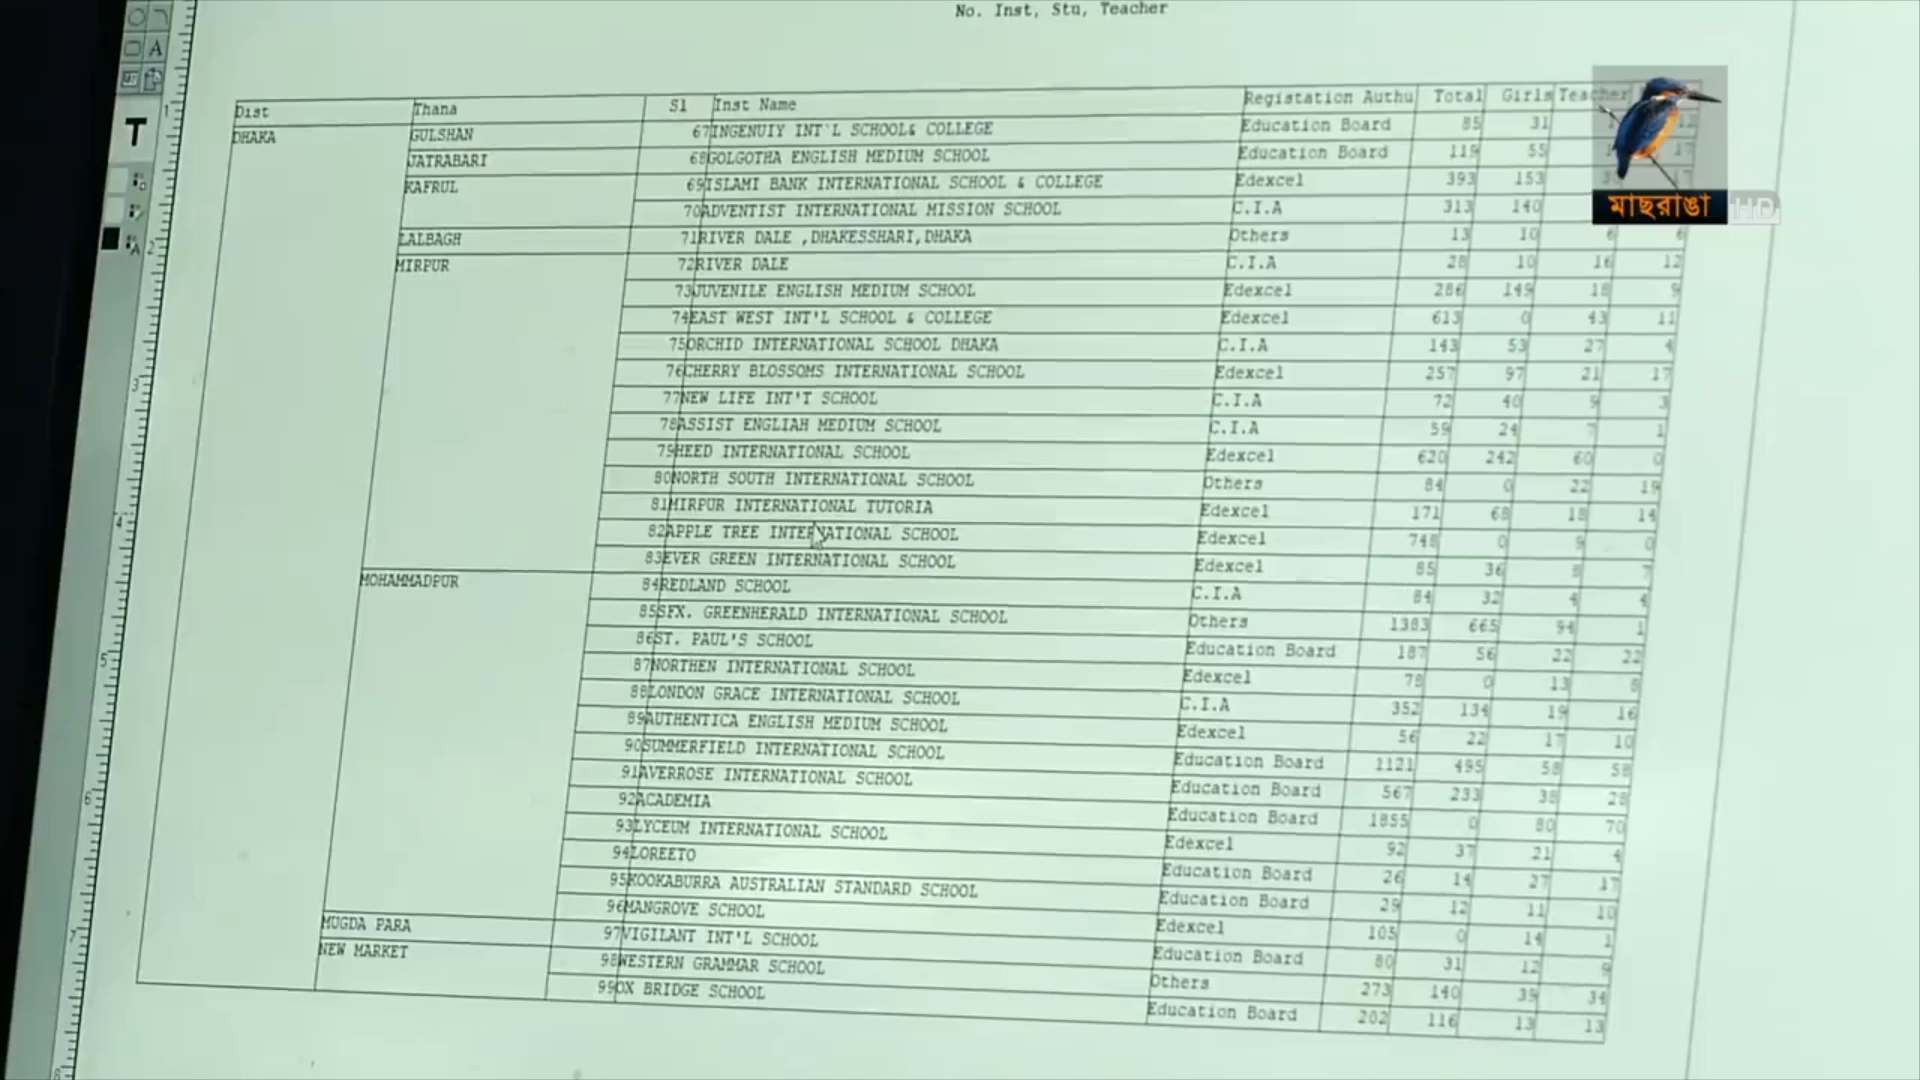 No. Inst, Stu, Teacher
Dist Thana Sl Inst Name Registation Authu Total Girls Teacher
DHAKA GULSHAN 67 INGENUIY INT'L SCHOOL& COLLEGE Education Board 85 31
JATRABARI 68 GOLGOTHA ENGLISH MEDIUM SCHOOL Education Board 119 55
KAFRUL 69 ISLAMI BANK INTERNATIONAL SCHOOL & COLLEGE Edexcel 393 153
70 ADVENTIST INTERNATIONAL MISSION SCHOOL C.I.A 313 140
LALBAGH 71 RIVER DALE ,DHAKESSHARI,DHAKA Others 13 10 6 6
MIRPUR 72 RIVER DALE C.I.A 28 10 16 12
73 JUVENILE ENGLISH MEDIUM SCHOOL Edexcel 286 149 18 9
74 EAST WEST INT'L SCHOOL & COLLEGE Edexcel 613 0 43 11
75 ORCHID INTERNATIONAL SCHOOL DHAKA C.I.A 143 53 27 4
76 CHERRY BLOSSOMS INTERNATIONAL SCHOOL Edexcel 257 97 21 17
77 NEW LIFE INT'T SCHOOL C.I.A 72 40 9 3
78 ASSIST ENGLIAH MEDIUM SCHOOL C.I.A 59 24 7 1
79 HEED INTERNATIONAL SCHOOL Edexcel 620 242 60 0
80 NORTH SOUTH INTERNATIONAL SCHOOL Others 84 0 22 19
81 MIRPUR INTERNATIONAL TUTORIA Edexcel 171 68 18 14
82 APPLE TREE INTERNATIONAL SCHOOL Edexcel 748 0 9 0
83 EVER GREEN INTERNATIONAL SCHOOL Edexcel 85 36 8 7
MOHAMMADPUR 84 REDLAND SCHOOL C.I.A 84 32 4 4
85 SFX. GREENHERALD INTERNATIONAL SCHOOL Others 1383 665 94 1
86 ST. PAUL'S SCHOOL Education Board 187 56 22 22
87 NORTHEN INTERNATIONAL SCHOOL Edexcel 78 0 13 8
88 LONDON GRACE INTERNATIONAL SCHOOL C.I.A 352 134 19 16
89 AUTHENTICA ENGLISH MEDIUM SCHOOL Edexcel 56 22 17 10
90 SUMMERFIELD INTERNATIONAL SCHOOL Education Board 1121 495 58 58
91 AVERROSE INTERNATIONAL SCHOOL Education Board 567 233 38 28
92 ACADEMIA Education Board 1855 0 80 70
93 LYCEUM INTERNATIONAL SCHOOL Edexcel 92 37 21 4
94 LOREETO Education Board 26 14 27 17
95 KOOKABURRA AUSTRALIAN STANDARD SCHOOL Education Board 29 12 11 10
96 MANGROVE SCHOOL Edexcel 105 0 14 1
MUGDA PARA 97 VIGILANT INT'L SCHOOL Education Board 80 31 12 9
NEW MARKET 98 WESTERN GRAMMAR SCHOOL Others 273 140 39 34
99 OX BRIDGE SCHOOL Education Board 202 116 13 13
মাছরাঙা HD